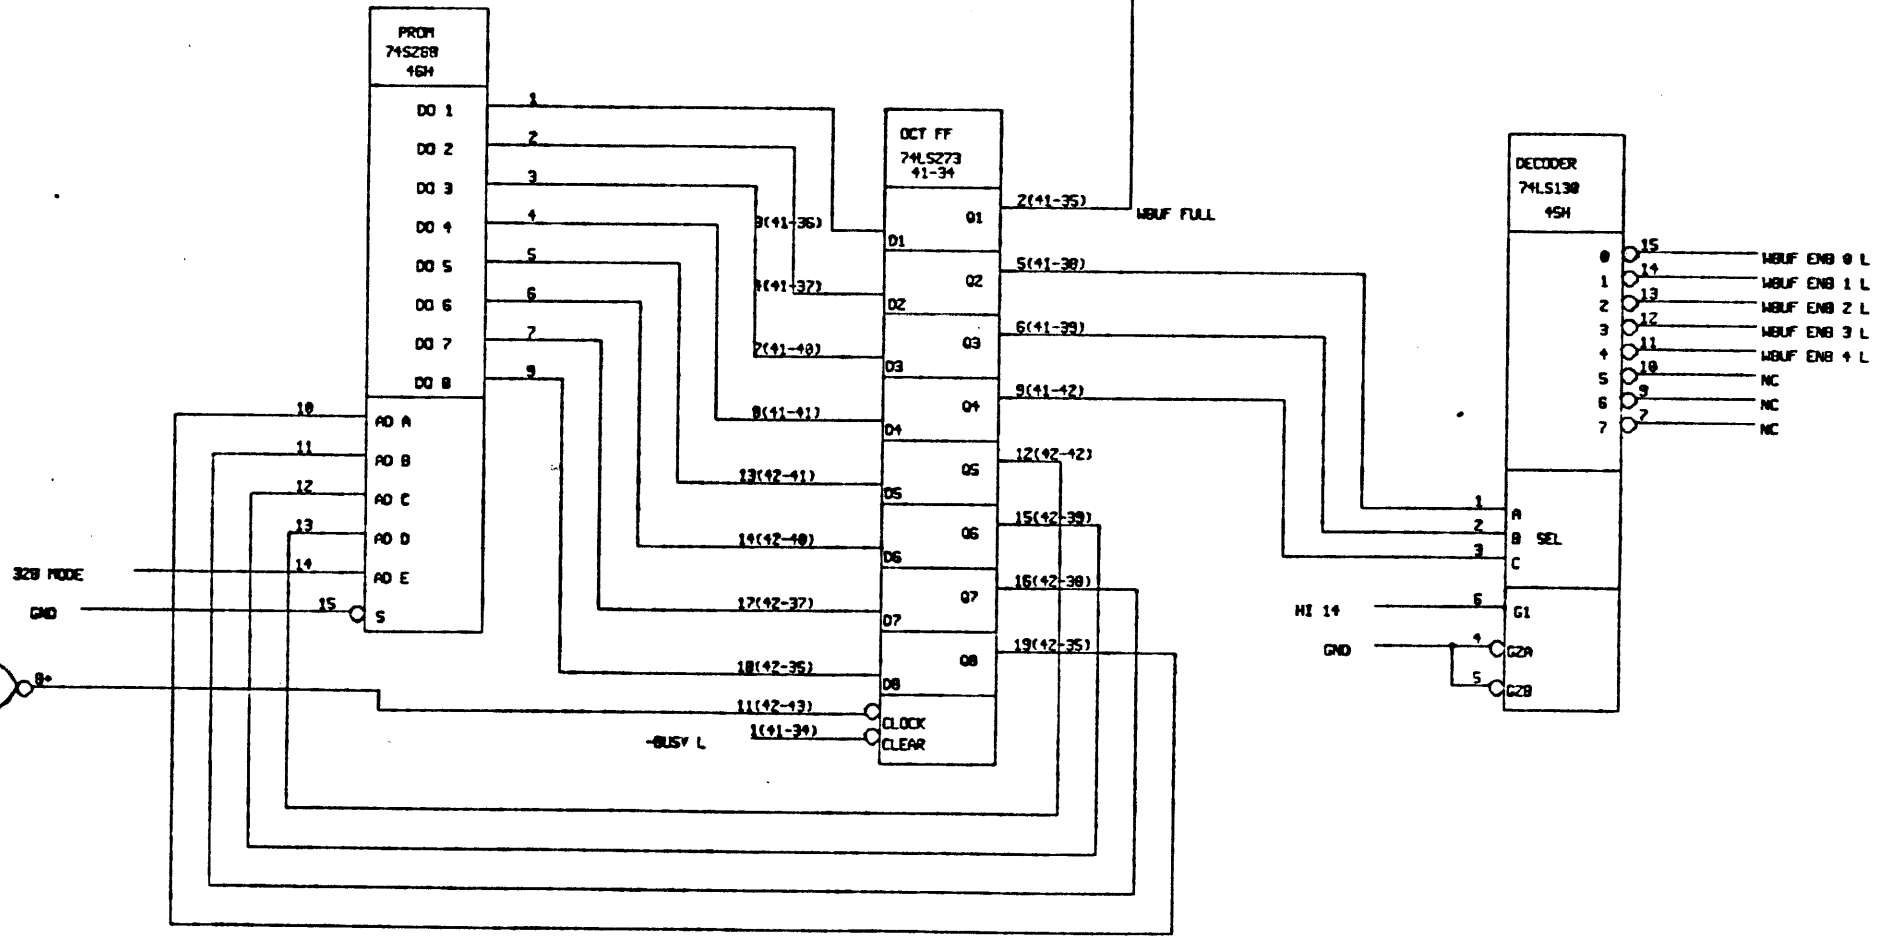 PROM
74S288
46H
DO 1
DO 2
DO 3
DO 4
DO 5
DO 6
DO 7
DO 8
1
2
3
4
5
6
7
9
10
11
12
13
14
15
AD A
AD B
AD C
AD D
AD E
S
32B MODE
GND
8+
OCT FF
74LS273
41-34
3(41-36)
4(41-37)
7(41-40)
8(41-41)
13(42-41)
14(42-40)
17(42-37)
18(42-35)
11(42-43)
1(41-34)
-BUSY L
D1
D2
D3
D4
D5
D6
D7
D8
CLOCK
CLEAR
Q1
Q2
Q3
Q4
Q5
Q6
Q7
Q8
2(41-35)
5(41-38)
6(41-39)
9(41-42)
12(42-42)
15(42-39)
16(42-38)
19(42-35)
WBUF FULL
DECODER
74LS138
45H
0
1
2
3
4
5
6
7
15
14
13
12
11
10
9
7
WBUF ENB 0 L
WBUF ENB 1 L
WBUF ENB 2 L
WBUF ENB 3 L
WBUF ENB 4 L
NC
NC
NC
1
2
3
A
B SEL
C
HI 14
6
G1
GND
4
G2A
5
G2B